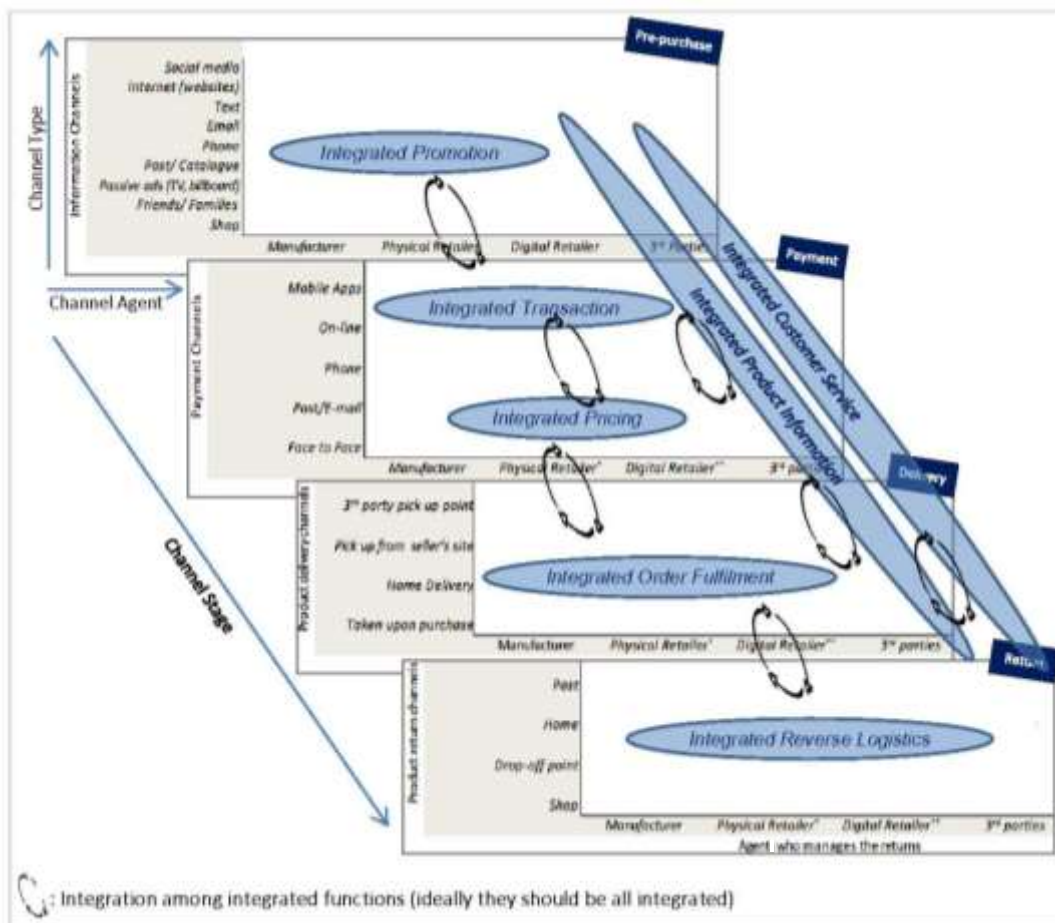 Pre-purchase
Channel Type
Information Channels
Social media
Internet (websites)
Text
Email
Phone
Post/ Catalogue
Passive ads (TV, billboard)
Friends/ Families
Shop
Integrated Promotion
Manufacturer Physical Retailer Digital Retailer 3rd Parties
Channel Agent
Payment
Payment Channels
Mobile Apps
On-line
Phone
Post/E-mail
Face to Face
Integrated Transaction
Integrated Pricing
Manufacturer Physical Retailer* Digital Retailer** 3rd parties
Integrated Product Information
Integrated Customer Service
Channel Stage
Delivery
Product delivery channels
3rd party pick up point
Pick up from seller's site
Home Delivery
Taken upon purchase
Integrated Order Fulfilment
Manufacturer Physical Retailer* Digital Retailer** 3rd parties
Return
Product return channels
Post
Home
Drop-off point
Shop
Integrated Reverse Logistics
Manufacturer Physical Retailer* Digital Retailer** 3rd parties
Agent who manages the returns
: Integration among integrated functions (ideally they should be all integrated)